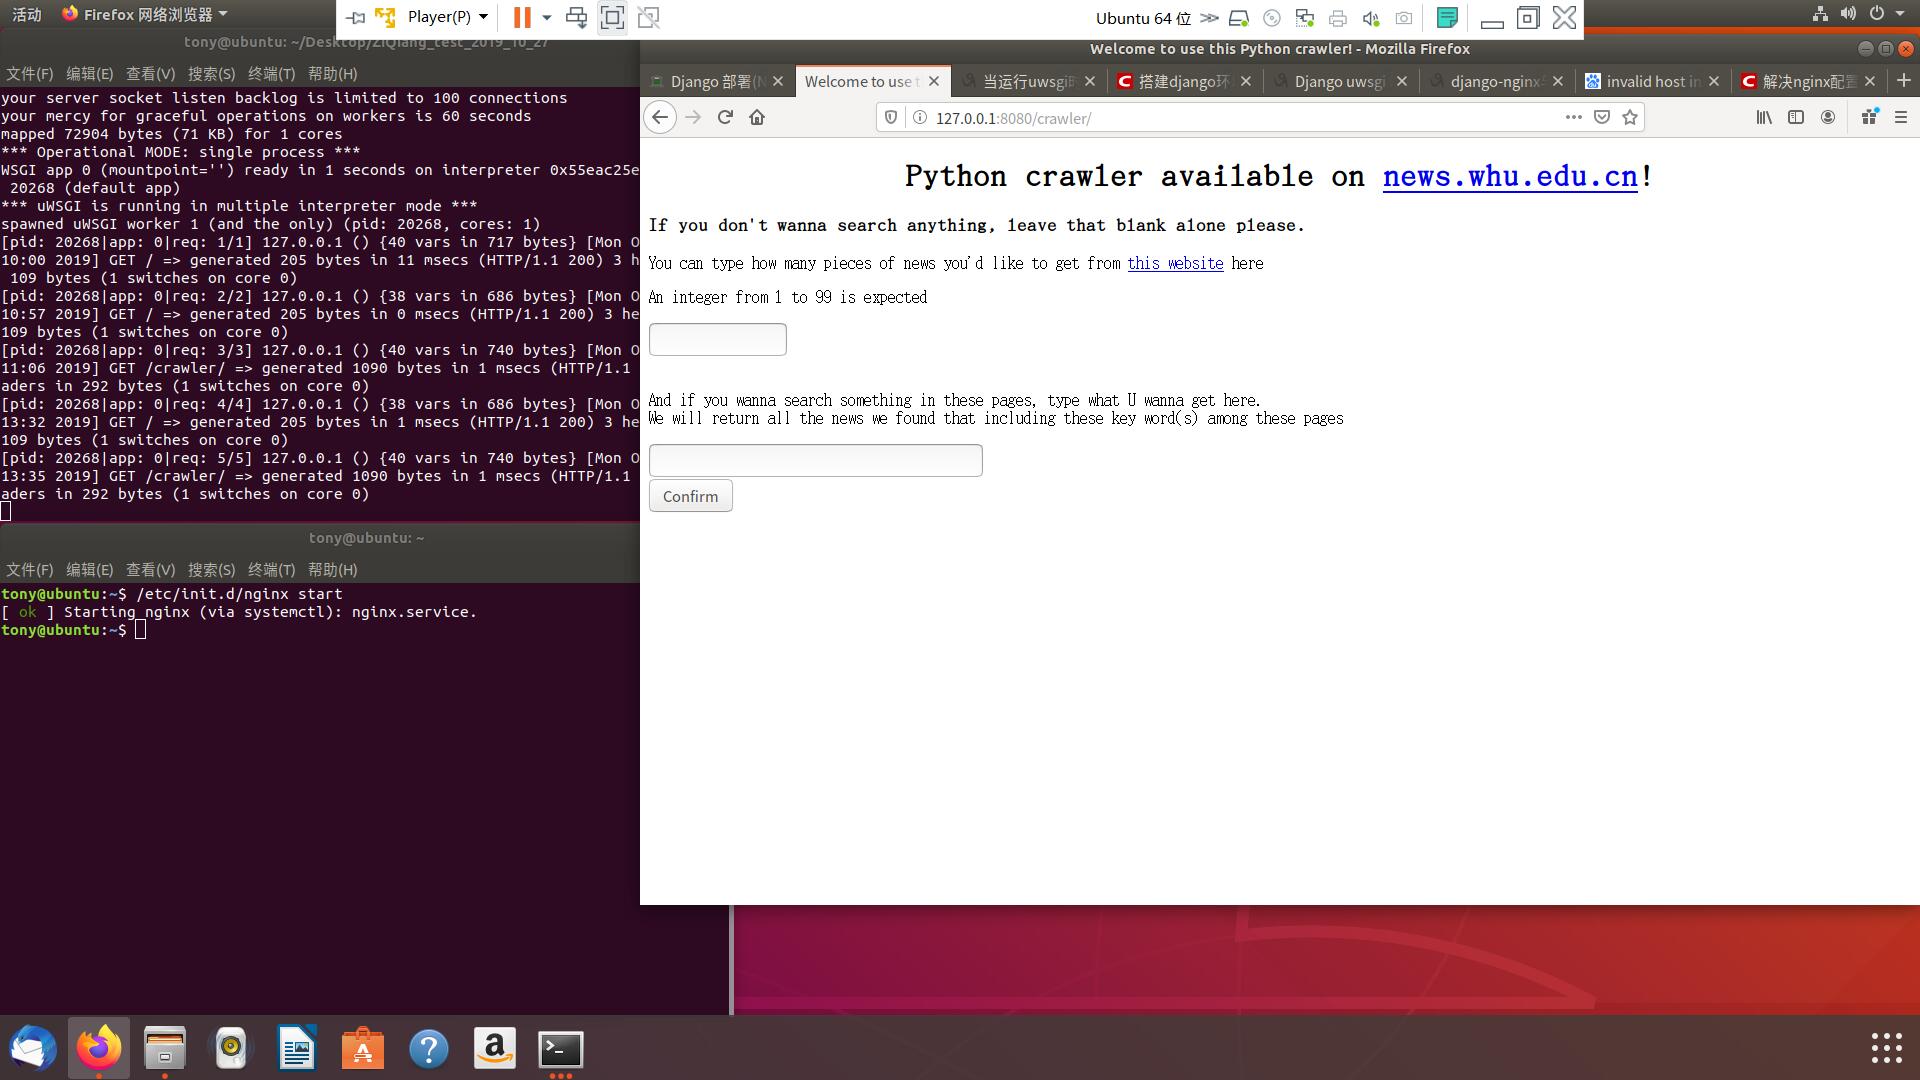 活动
Firefox 网络浏览器
Player(P)
Ubuntu 64 位
tony@ubuntu: ~/Desktop/ZiQiang_test_2019_10_27
文件(F) 编辑(E) 查看(V) 搜索(S) 终端(T) 帮助(H)
your server socket listen backlog is limited to 100 connections
your mercy for graceful operations on workers is 60 seconds
mapped 72904 bytes (71 KB) for 1 cores
*** Operational MODE: single process ***
WSGI app 0 (mountpoint='') ready in 1 seconds on interpreter 0x55eac25e
20268 (default app)
*** uWSGI is running in multiple interpreter mode ***
spawned uWSGI worker 1 (and the only) (pid: 20268, cores: 1)
[pid: 20268|app: 0|req: 1/1] 127.0.0.1 () {40 vars in 717 bytes} [Mon O
10:00 2019] GET / => generated 205 bytes in 11 msecs (HTTP/1.1 200) 3 h
109 bytes (1 switches on core 0)
[pid: 20268|app: 0|req: 2/2] 127.0.0.1 () {38 vars in 686 bytes} [Mon O
10:57 2019] GET / => generated 205 bytes in 0 msecs (HTTP/1.1 200) 3 he
109 bytes (1 switches on core 0)
[pid: 20268|app: 0|req: 3/3] 127.0.0.1 () {40 vars in 740 bytes} [Mon O
11:06 2019] GET /crawler/ => generated 1090 bytes in 1 msecs (HTTP/1.1
aders in 292 bytes (1 switches on core 0)
[pid: 20268|app: 0|req: 4/4] 127.0.0.1 () {38 vars in 686 bytes} [Mon O
13:32 2019] GET / => generated 205 bytes in 1 msecs (HTTP/1.1 200) 3 he
109 bytes (1 switches on core 0)
[pid: 20268|app: 0|req: 5/5] 127.0.0.1 () {40 vars in 740 bytes} [Mon O
13:35 2019] GET /crawler/ => generated 1090 bytes in 1 msecs (HTTP/1.1
aders in 292 bytes (1 switches on core 0)
tony@ubuntu: ~
文件(F) 编辑(E) 查看(V) 搜索(S) 终端(T) 帮助(H)
tony@ubuntu:~$ /etc/init.d/nginx start
[ ok ] Starting nginx (via systemctl): nginx.service.
tony@ubuntu:~$
Welcome to use this Python crawler! - Mozilla Firefox
Django 部署(N
Welcome to use t
当运行uwsgi
搭建django环
Django uwsgi
django-nginx
invalid host in
解决nginx配置
127.0.0.1:8080/crawler/
Python crawler available on news.whu.edu.cn!
If you don't wanna search anything, leave that blank alone please.
You can type how many pieces of news you'd like to get from this website here
An integer from 1 to 99 is expected
And if you wanna search something in these pages, type what U wanna get here.
We will return all the news we found that including these key word(s) among these pages
Confirm